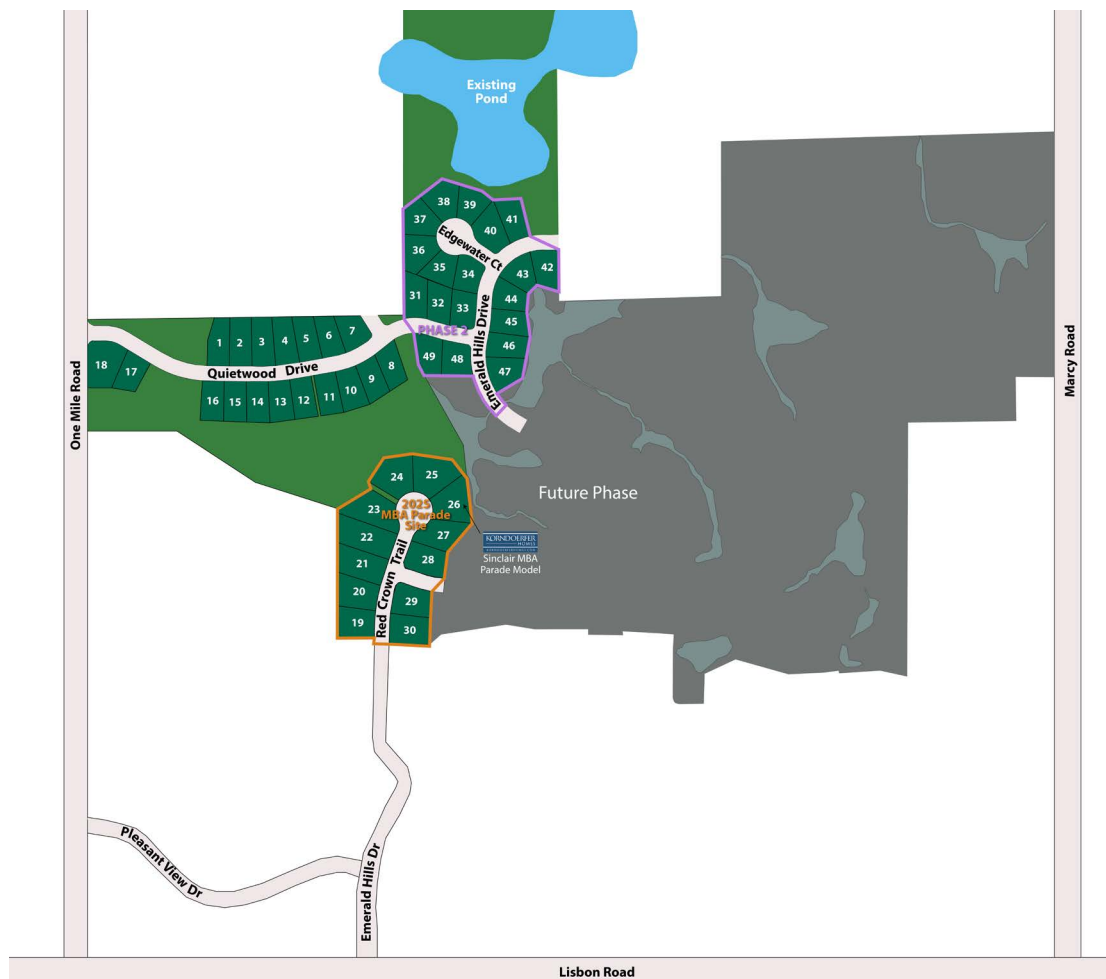 Existing
Pond
38
39
37
41
40
Edgewater Ct
36
35
34
43
42
31
32
33
44
Emerald Hills Drive
45
PHASE 2
49
48
46
47
1
2
3
4
5
6
7
18
17
Quietwood Drive
8
9
10
11
12
13
14
15
16
One Mile Road
Marcy Road
24
25
26
23
2025
MBA Parade
Site
27
22
28
21
20
29
19
30
Red Crown Trail
Future Phase
KORNDOERFER
HOMES
Sinclair MBA
Parade Model
Pleasant View Dr
Emerald Hills Dr
Lisbon Road